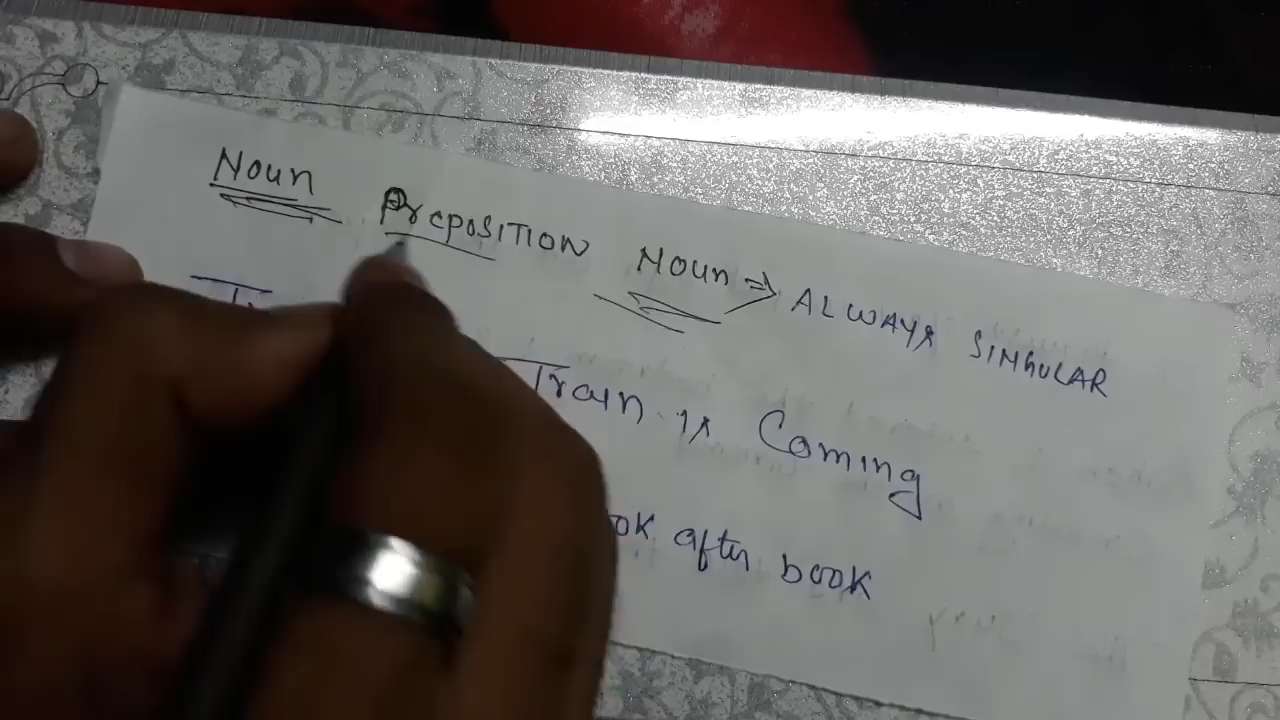 Noun Preposition Noun ⇒ ALWAYS SINGULAR
Train is Coming
ok after book